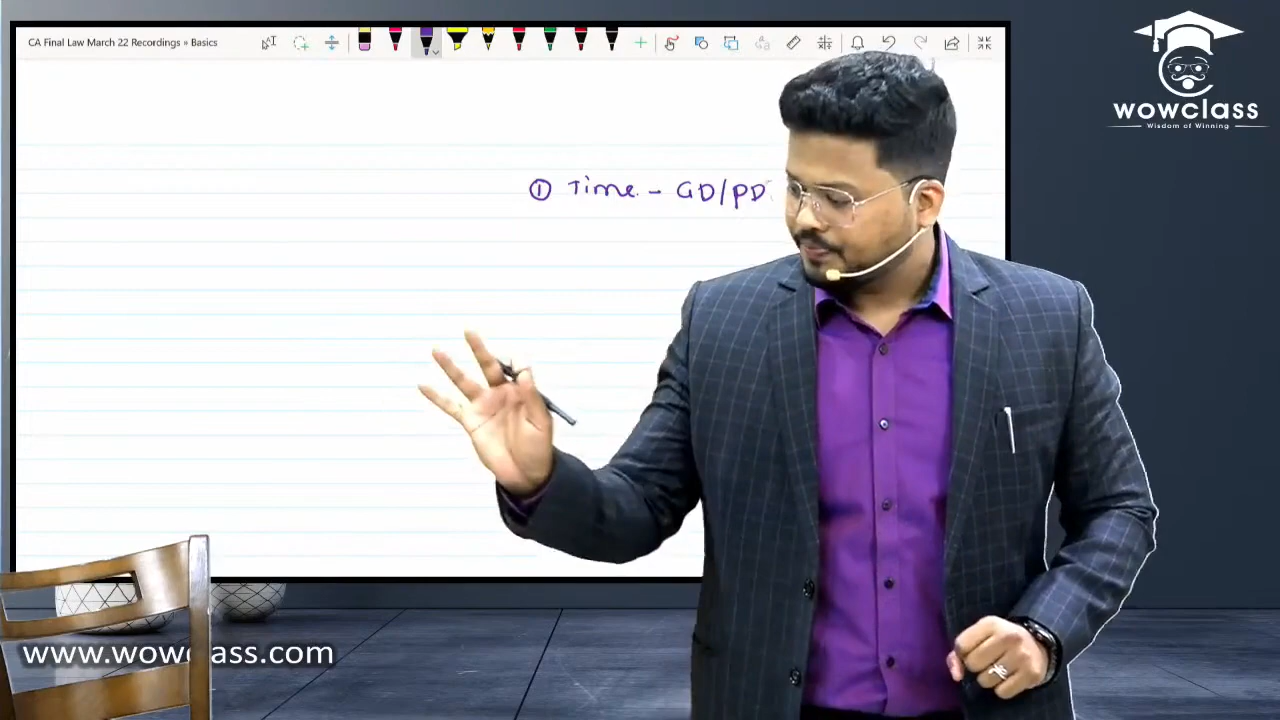 CA Final Law March 22 Recordings » Basics
wowclass
Wisdom of Winning
① Time - GD/PD
www.wowclass.com